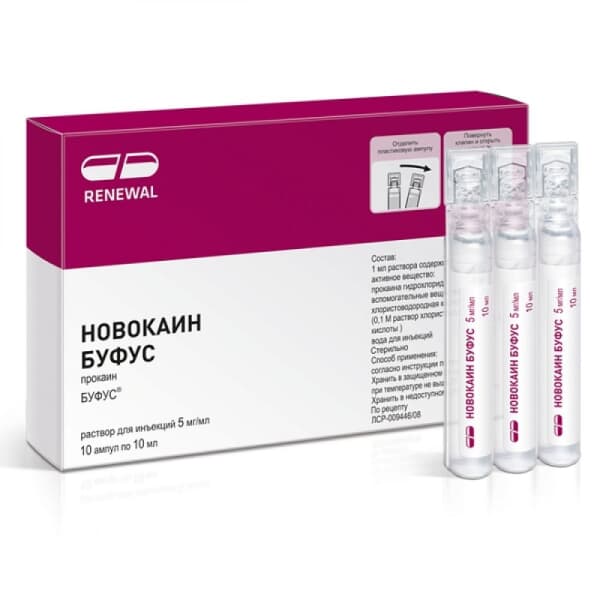 RENEWAL
НОВОКАИН
БУФУС
прокаин
БУФУС®
раствор для инъекций 5 мг/мл
10 ампул по 10 мл
Отделить
пластиковую ампулу
Повернуть
клапан и открыть
Состав:
1 мл раствора содержи
активное вещество:
прокаина гидрохлорид
вспомогательные вещ
хлористоводородная к
(0,1 М раствор хлорис
кислоты )
вода для инъекций
Стерильно
Способ применения:
согласно инструкции п
Хранить в защищенном
при температуре не выш
Хранить в недоступно
По рецепту
ЛСР-009446/08
НОВОКАИН БУФУС 5 мг/мл
10 мл
НОВОКАИН БУФУС 5 мг/мл
10 мл
НОВОКАИН БУФУС 5 мг/мл
10 мл